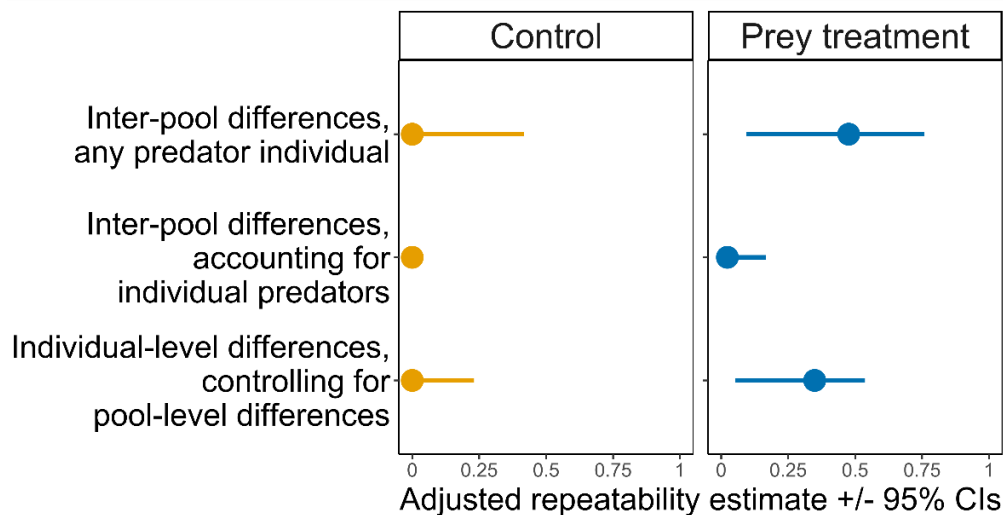 Control
Prey treatment
Inter-pool differences,
any predator individual
Inter-pool differences,
accounting for
individual predators
Individual-level differences,
controlling for
pool-level differences
0 0.25 0.5 0.75 1
0 0.25 0.5 0.75 1
Adjusted repeatability estimate +/- 95% CIs